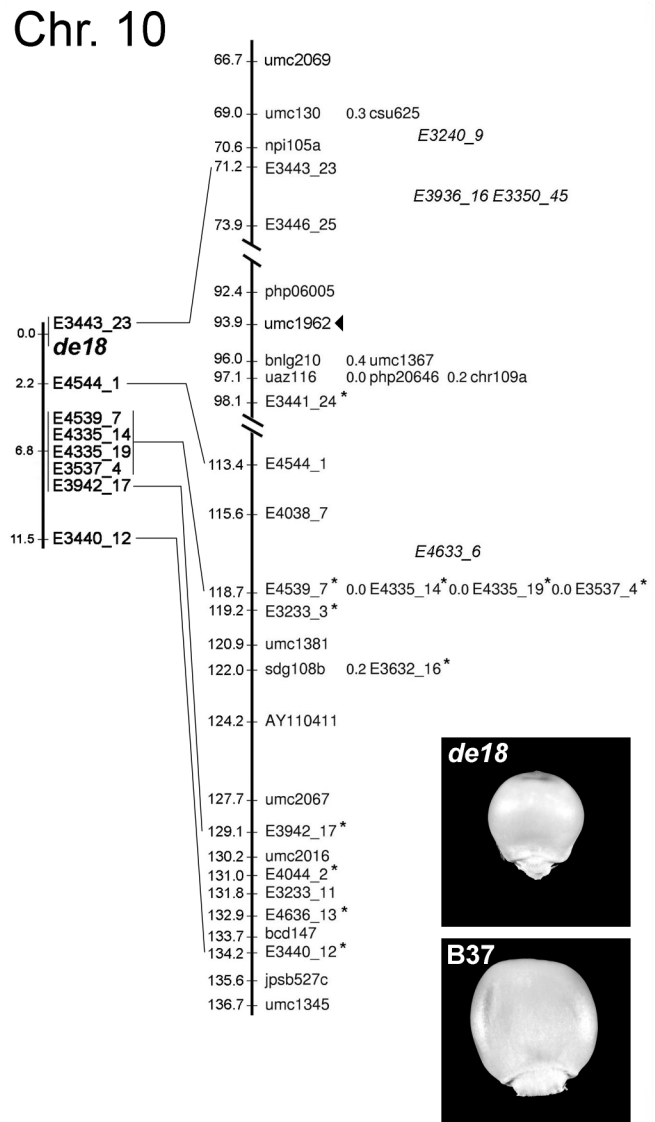 Chr. 10
66.7 umc2069
69.0 umc130 0.3 csu625
E3240_9
70.6 npi105a
71.2 E3443_23
E3936_16 E3350_45
73.9 E3446_25
92.4 php06005
93.9 umc1962
96.0 bnlg210 0.4 umc1367
97.1 uaz116 0.0 php20646 0.2 chr109a
98.1 E3441_24 *
113.4 E4544_1
115.6 E4038_7
E4633_6
118.7 E4539_7 * 0.0 E4335_14 * 0.0 E4335_19 * 0.0 E3537_4 *
119.2 E3233_3 *
120.9 umc1381
122.0 sdg108b 0.2 E3632_16 *
124.2 AY110411
127.7 umc2067
129.1 E3942_17 *
130.2 umc2016
131.0 E4044_2 *
131.8 E3233_11
132.9 E4636_13 *
133.7 bcd147
134.2 E3440_12 *
135.6 jpsb527c
136.7 umc1345
E3443_23
0.0 de18
2.2 E4544_1
E4539_7
E4335_14
6.8 E4335_19
E3537_4
E3942_17
11.5 E3440_12
de18
B37